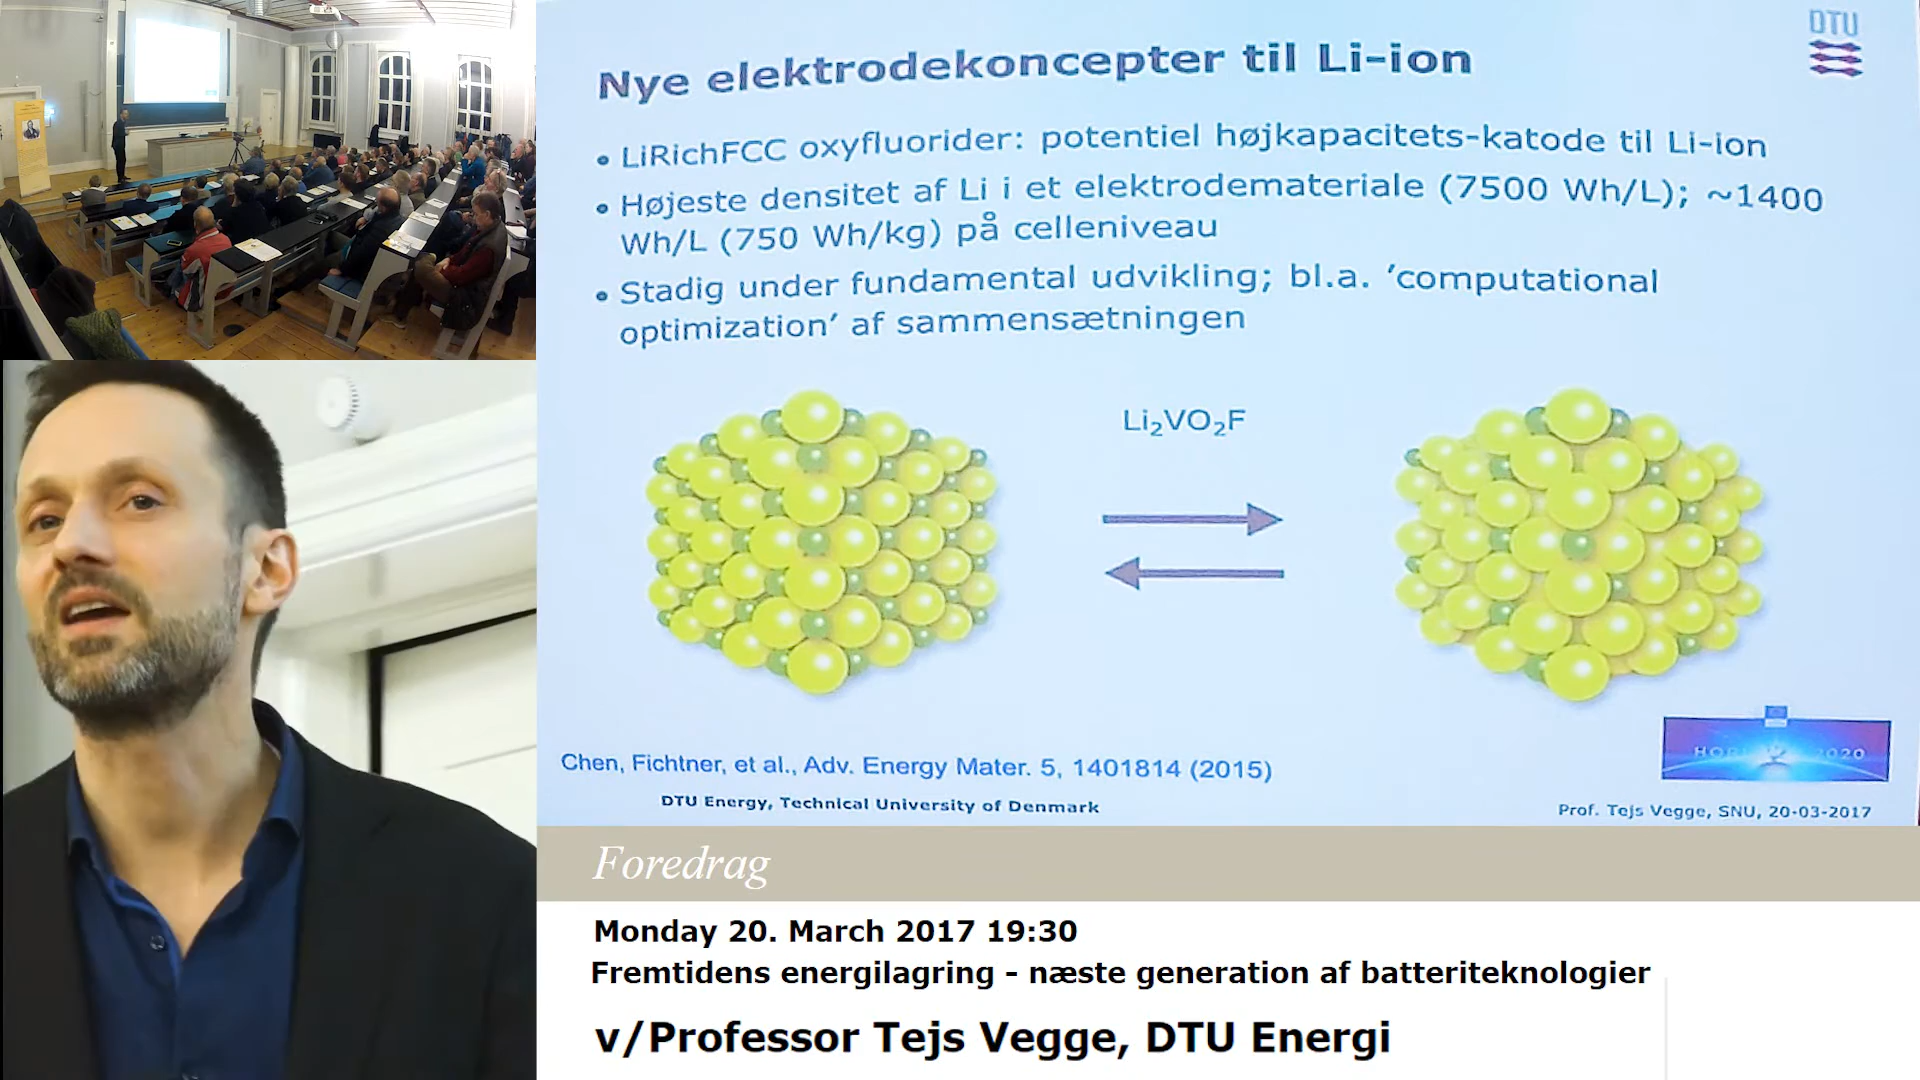 DTU
Nye elektrodekoncepter til Li-ion
• LiRichFCC oxyfluorider: potentiel højkapacitets-katode til Li-ion
• Højeste densitet af Li i et elektrodemateriale (7500 Wh/L); ~1400
Wh/L (750 Wh/kg) på celleniveau
• Stadig under fundamental udvikling; bl.a. ’computational
optimization’ af sammensætningen
Li₂VO₂F
Chen, Fichtner, et al., Adv. Energy Mater. 5, 1401814 (2015)
DTU Energy, Technical University of Denmark
2020
Prof. Tejs Vegge, SNU, 20-03-2017
Foredrag
Monday 20. March 2017 19:30
Fremtidens energilagring - næste generation af batteriteknologier
v/Professor Tejs Vegge, DTU Energi